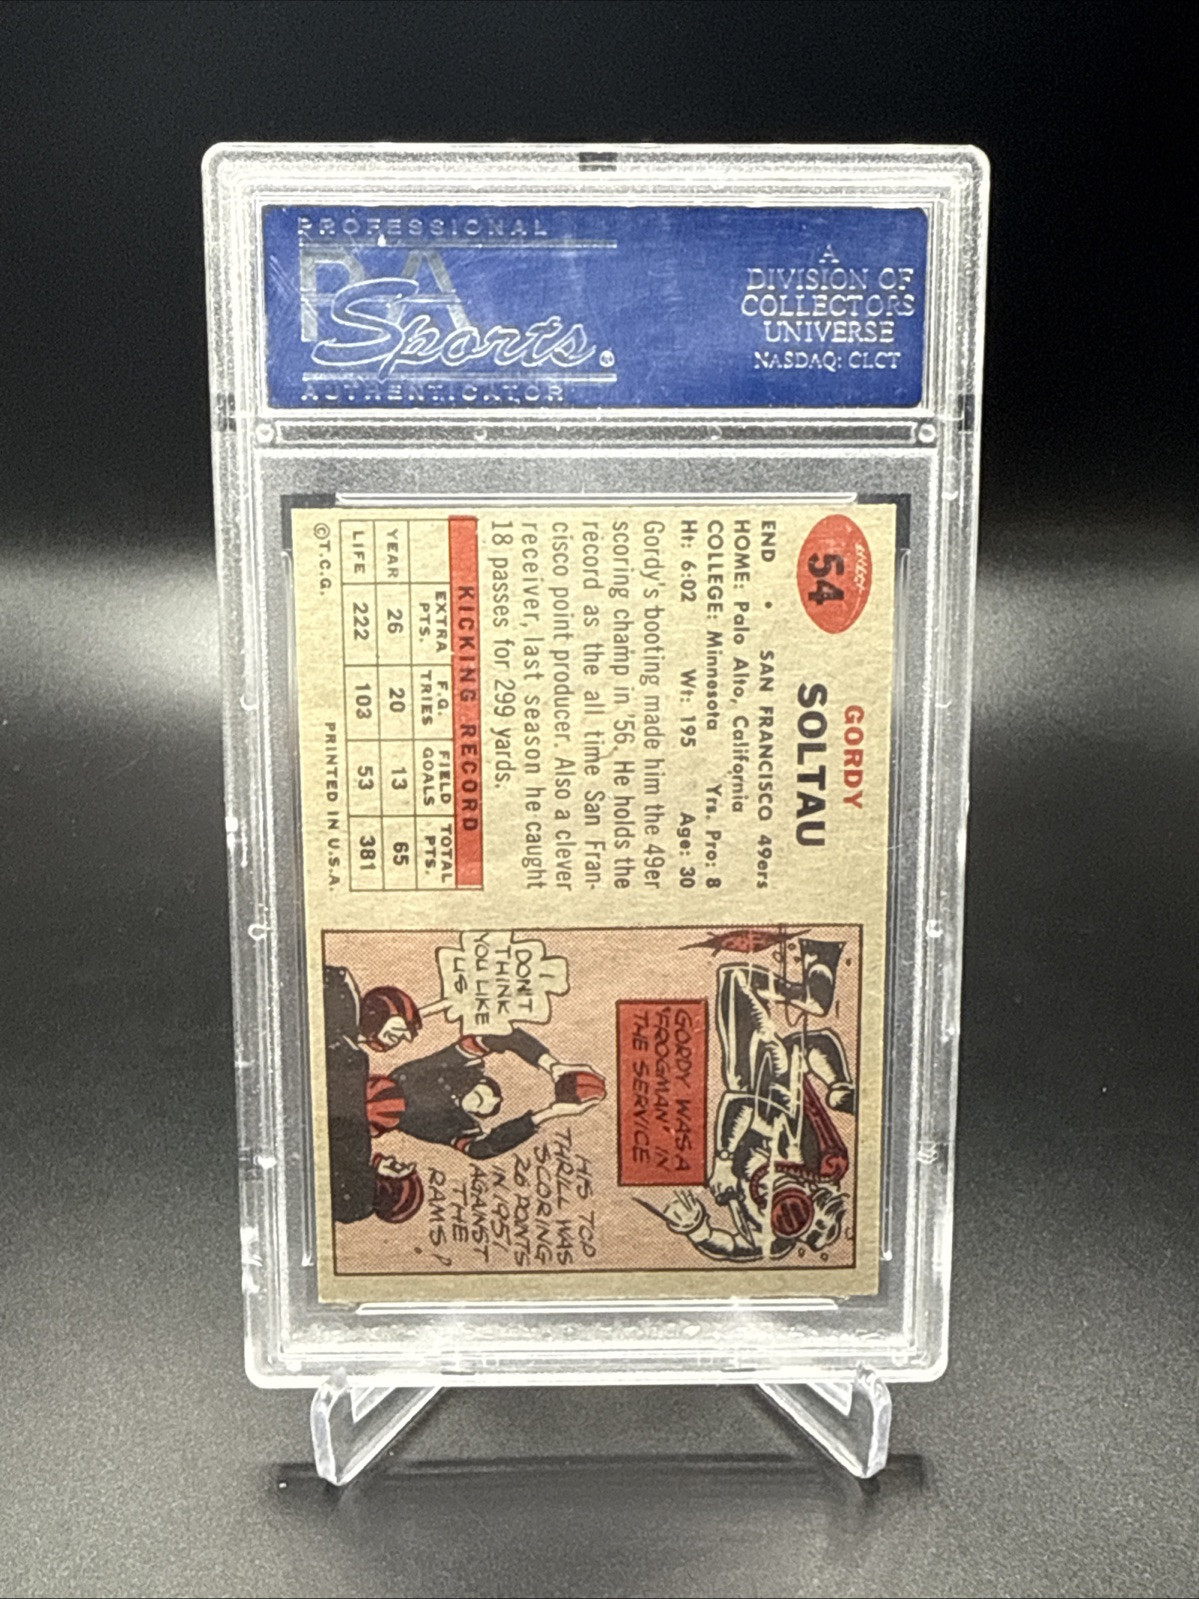 PROFESSIONAL
PSA
Sports®
AUTHENTICATOR
A
DIVISION OF
COLLECTORS
UNIVERSE
NASDAQ: CLCT
54
GORDY
SOLTAU
END • SAN FRANCISCO 49ers
HOME: Palo Alto, California
COLLEGE: Minnesota Yrs. Pro: 8
Ht: 6:02 Wt: 195 Age: 30
Gordy's booting made him the 49er
scoring champ in '56. He holds the
record as the all time San Fran-
cisco point producer. Also a clever
receiver, last season he caught
18 passes for 299 yards.
KICKING RECORD
EXTRA PTS. F.G. TRIES FIELD GOALS TOTAL PTS.
YEAR 26 20 13 65
LIFE 222 103 53 381
©T.C.G. PRINTED IN U.S.A.
GORDY WAS A
"FROGMAN" IN
THE SERVICE
I
DON'T
THINK
YOU LIKE
US
HIS TOP
THRILL WAS
SCORING
26 POINTS
IN 1951
AGAINST
THE
RAMS!